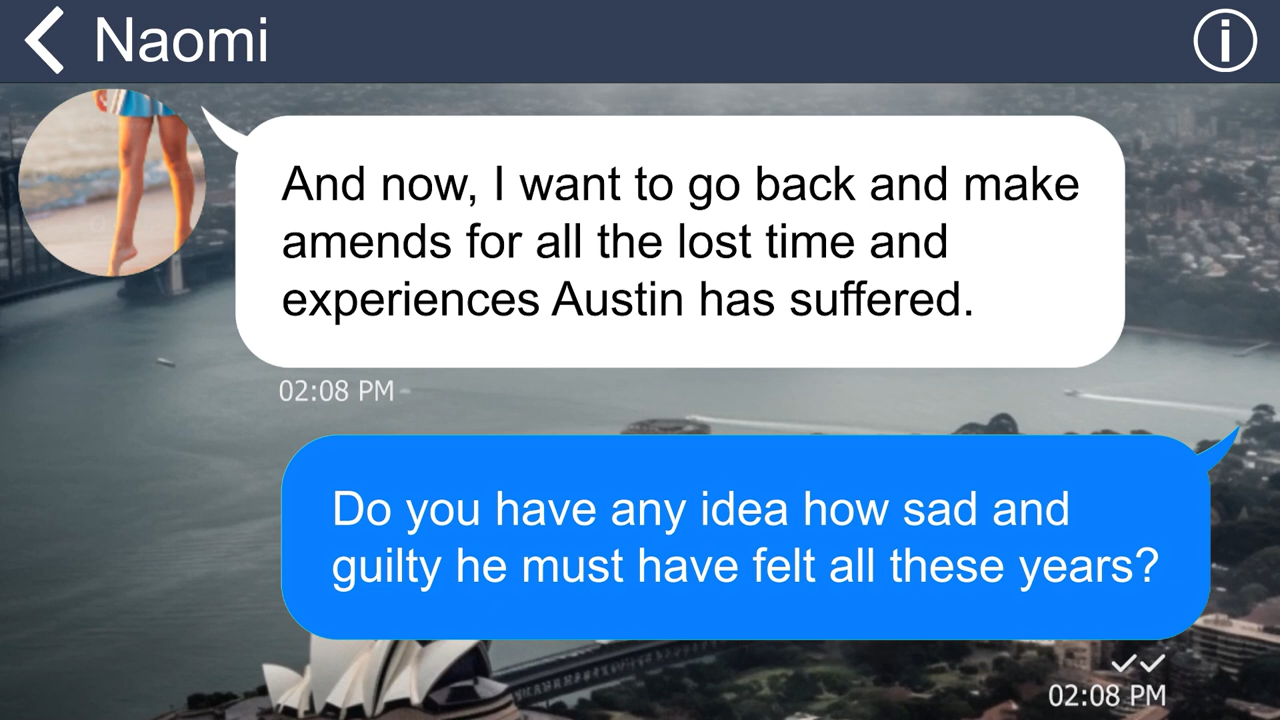 Naomi
And now, I want to go back and make
amends for all the lost time and
experiences Austin has suffered.
02:08 PM
Do you have any idea how sad and
guilty he must have felt all these years?
02:08 PM